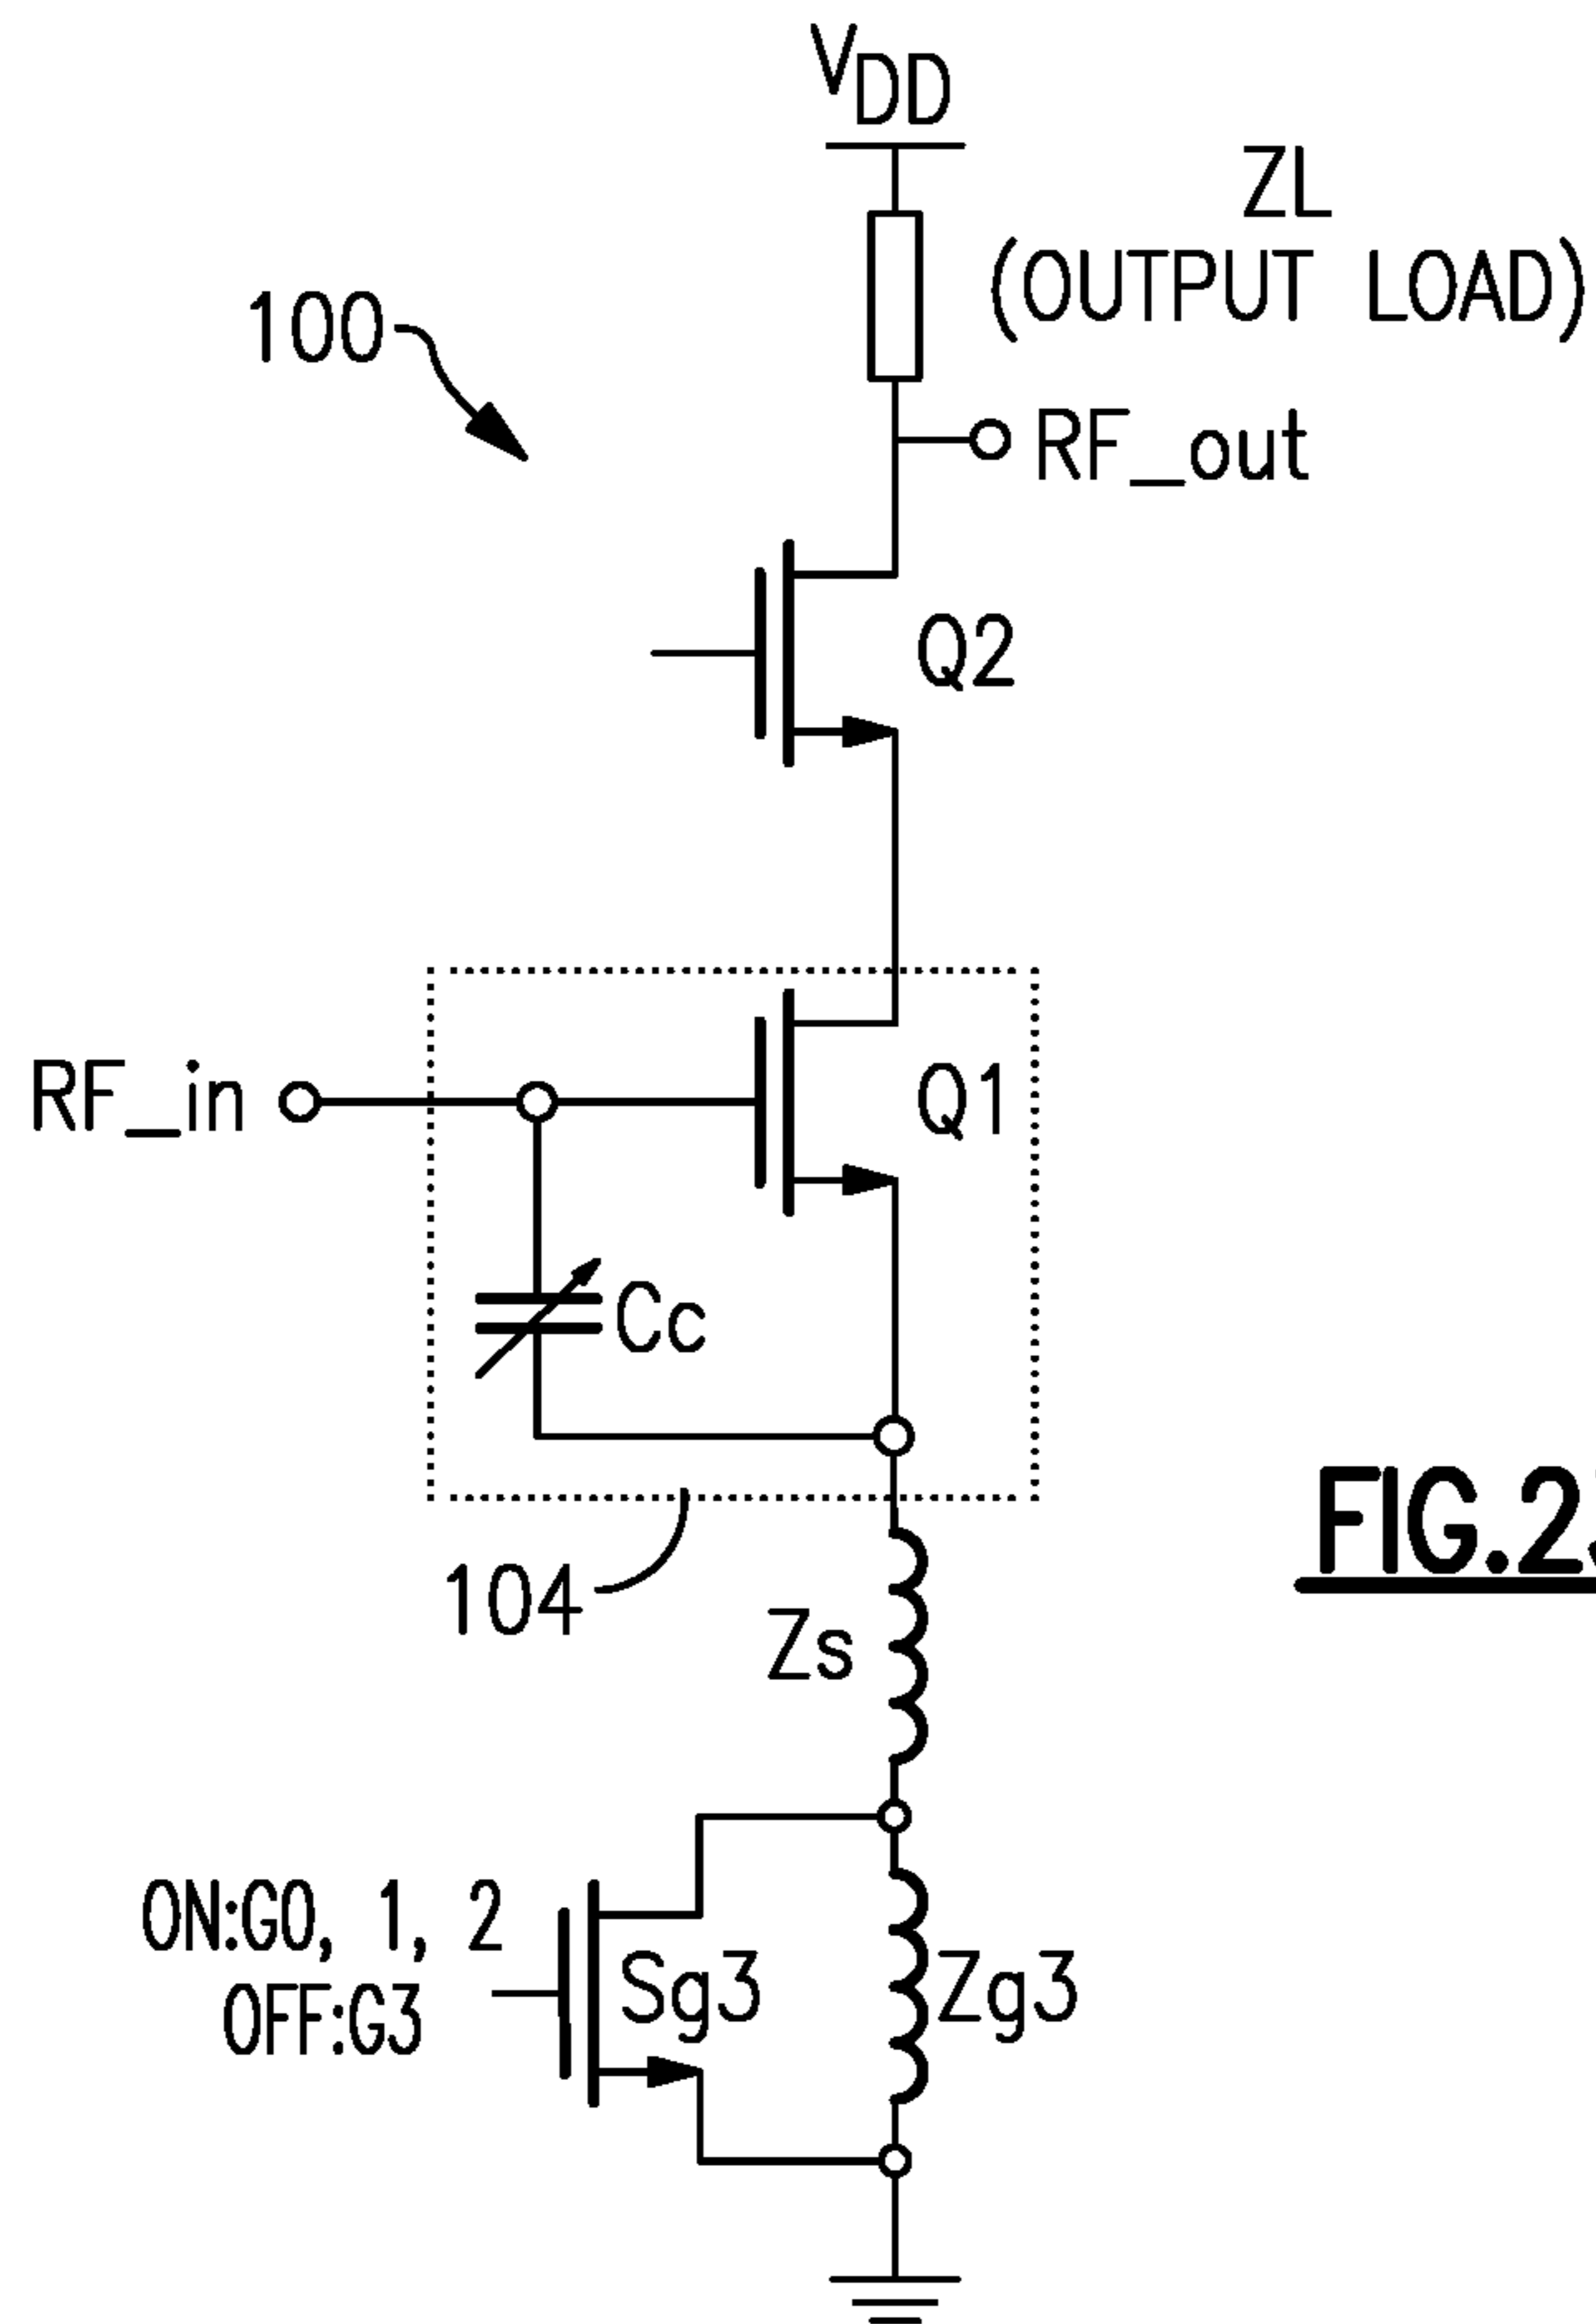 VDD
ZL
(OUTPUT LOAD)
100
RF_out
Q2
RF_in
Q1
Cc
104
Zs
ON:G0, 1, 2
OFF:G3
Sg3
Zg3